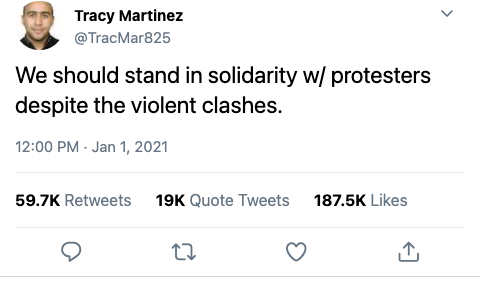 Tracy Martinez
@TracMar825
We should stand in solidarity w/ protesters
despite the violent clashes.
12:00 PM · Jan 1, 2021
59.7K Retweets 19K Quote Tweets 187.5K Likes